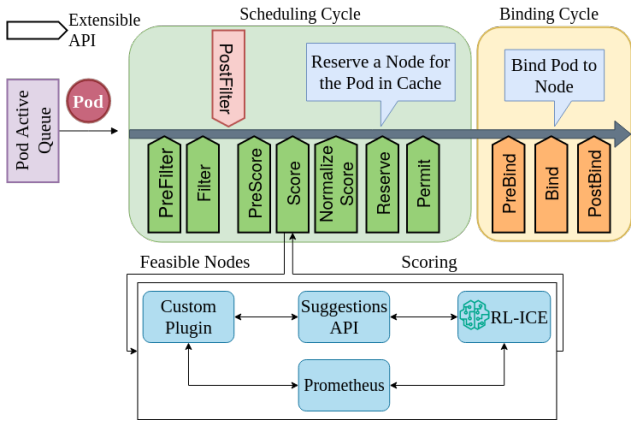 Extensible
API
Scheduling Cycle
Binding Cycle
Pod Active
Queue
Pod
PostFilter
Reserve a Node for
the Pod in Cache
Bind Pod to
Node
PreFilter
Filter
PreScore
Score
Normalize
Score
Reserve
Permit
PreBind
Bind
PostBind
Feasible Nodes
Scoring
Custom
Plugin
Suggestions
API
RL-ICE
Prometheus